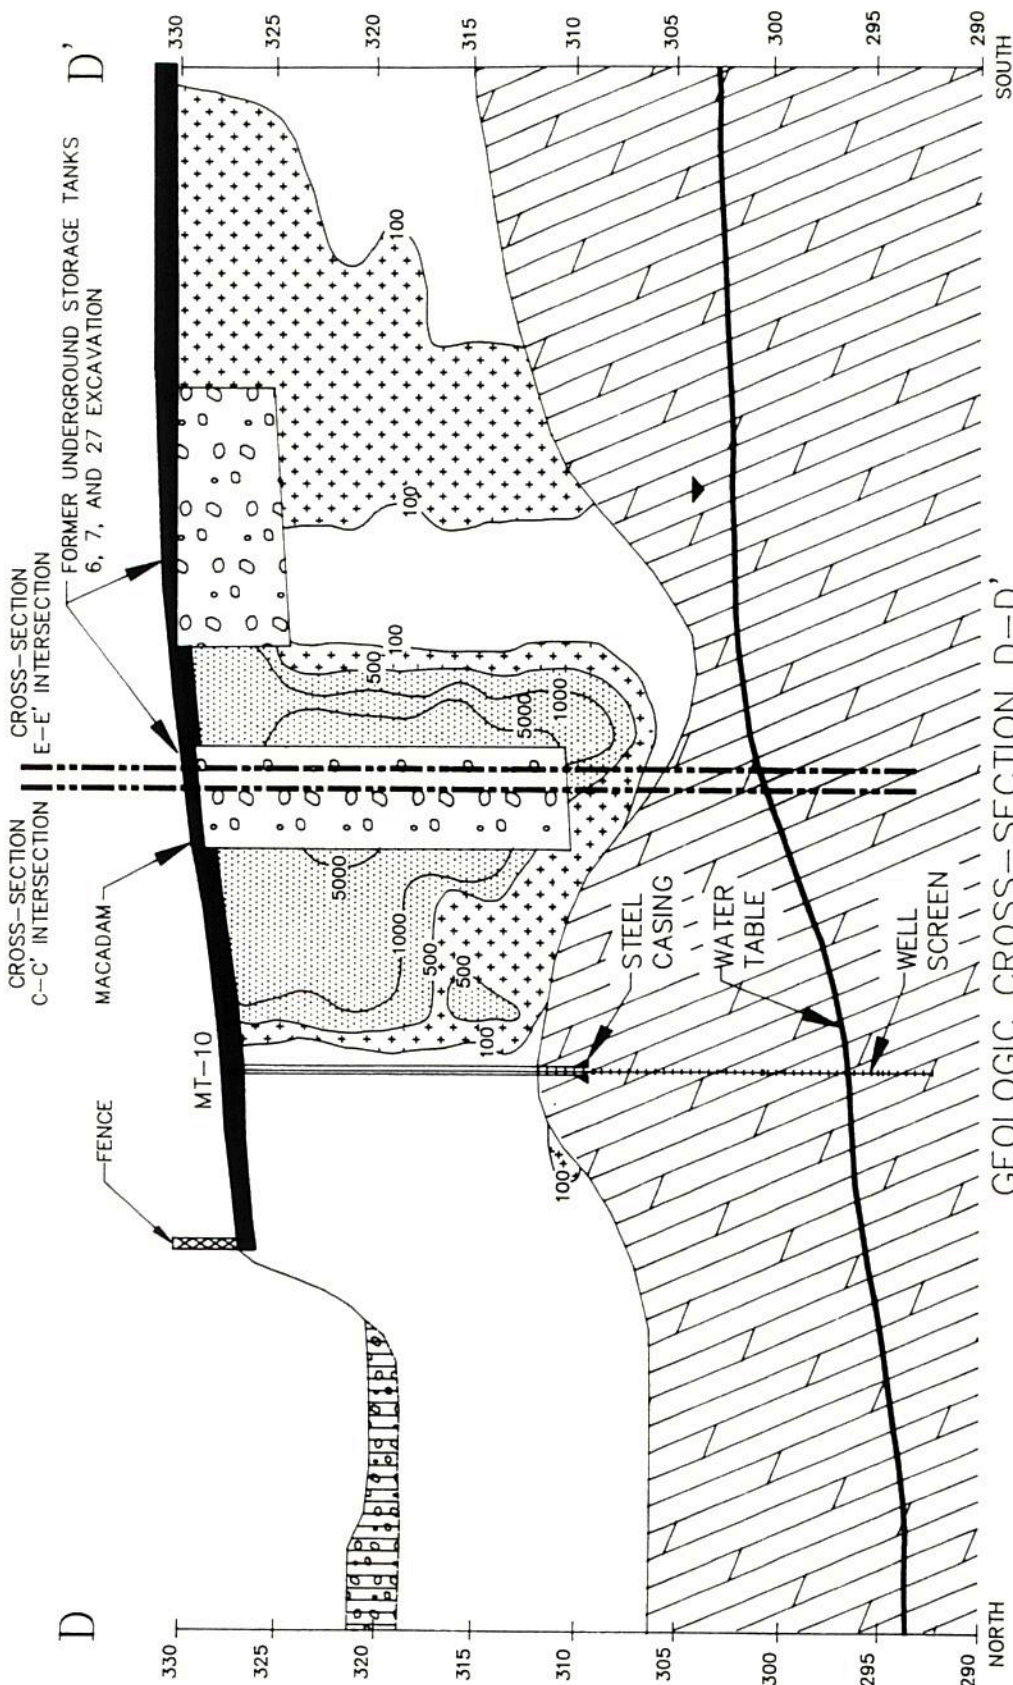 D
D'
CROSS-SECTION
C-C' INTERSECTION
CROSS-SECTION
E-E' INTERSECTION
FORMER UNDERGROUND STORAGE TANKS
6, 7, AND 27 EXCAVATION
MACADAM
FENCE
MT-10
330
325
320
315
310
305
300
295
290
NORTH
330
325
320
315
310
305
300
295
290
SOUTH
100
100
500
500
1000
5000
5000
1000
500
100
100
100
STEEL
CASING
WATER
TABLE
WELL
SCREEN
GEOLOGIC CROSS-SECTION D-D'